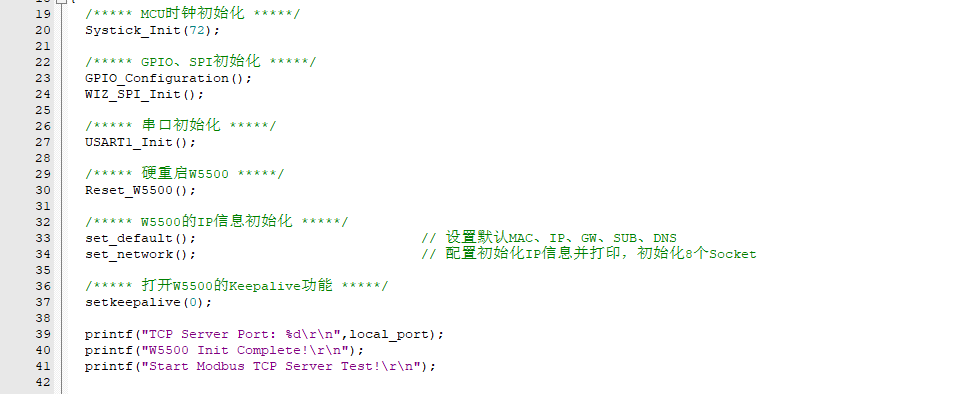 19 /***** MCU时钟初始化 *****/
20 Systick_Init(72);
21
22 /***** GPIO、SPI初始化 *****/
23 GPIO_Configuration();
24 WIZ_SPI_Init();
25
26 /***** 串口初始化 *****/
27 USART1_Init();
28
29 /***** 硬重启W5500 *****/
30 Reset_W5500();
31
32 /***** W5500的IP信息初始化 *****/
33 set_default(); // 设置默认MAC、IP、GW、SUB、DNS
34 set_network(); // 配置初始化IP信息并打印，初始化8个Socket
35
36 /***** 打开W5500的Keepalive功能 *****/
37 setkeepalive(0);
38
39 printf("TCP Server Port: %d\r\n",local_port);
40 printf("W5500 Init Complete!\r\n");
41 printf("Start Modbus TCP Server Test!\r\n");
42